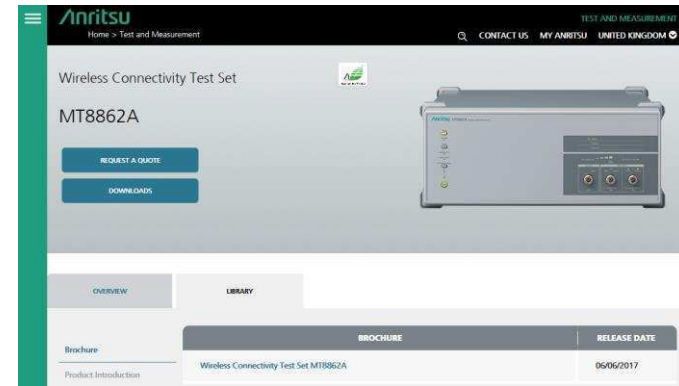 Anritsu
TEST AND MEASUREMENT
Home > Test and Measurement
CONTACT US MY ANRITSU UNITED KINGDOM
Wireless Connectivity Test Set
MT8862A
REQUEST A QUOTE
DOWNLOADS
OVERVIEW LIBRARY
BROCHURE RELEASE DATE
Brochure
Wireless Connectivity Test Set MT8862A 06/06/2017
Product Introduction